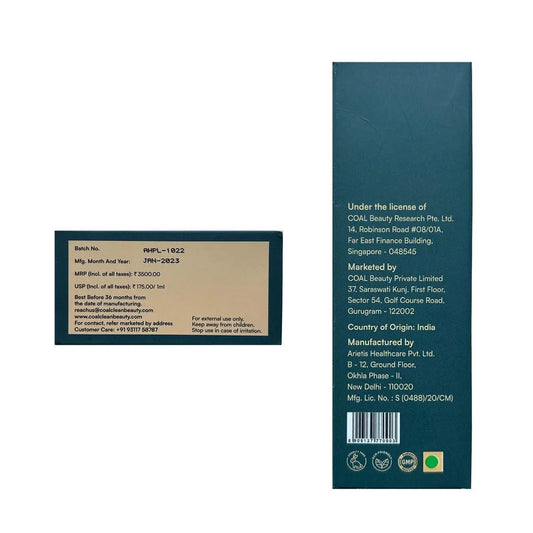 Batch No. AMPL-1022
Mfg. Month And Year: JAN-2023
MRP (Incl. of all taxes): ₹3500.00
USP (Incl. of all taxes): ₹175.00/ 1ml
Best Before 36 months from
the date of manufacturing.
reachus@coalcleanbeauty.com
www.coalcleanbeauty.com
For contact, refer marketed by address
Customer Care: +91 93117 58787
For external use only.
Keep away from children.
Stop use in case of irritation.
Under the license of
COAL Beauty Research Pte. Ltd.
14, Robinson Road #08/01A,
Far East Finance Building,
Singapore - 048545
Marketed by
COAL Beauty Private Limited
37, Saraswati Kunj, First Floor,
Sector 54, Golf Course Road,
Gurugram - 122002
Country of Origin: India
Manufactured by
Arietis Healthcare Pvt. Ltd.
B - 12, Ground Floor,
Okhla Phase - II,
New Delhi - 110020
Mfg. Lic. No. : S (0488)/20/CM)
GMP